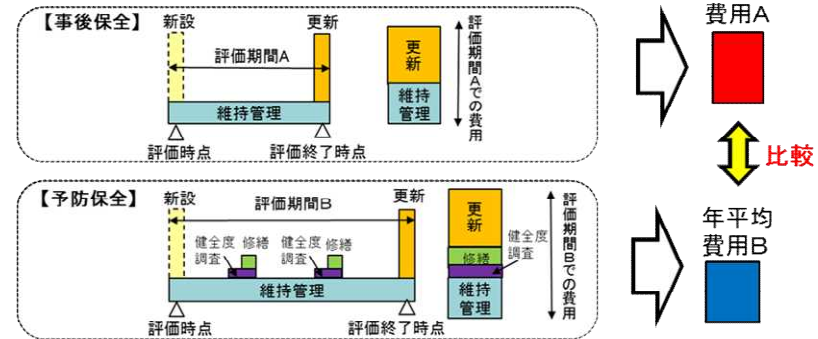 【事後保全】
新設
更新
評価期間A
維持管理
評価時点
評価終了時点
更新
維持管理
評価期間Aでの費用
費用A
比較
【予防保全】
新設
更新
評価期間B
健全度調査
修繕
健全度調査
修繕
維持管理
評価時点
評価終了時点
更新
修繕
健全度調査
維持管理
評価期間Bでの費用
年平均
費用B